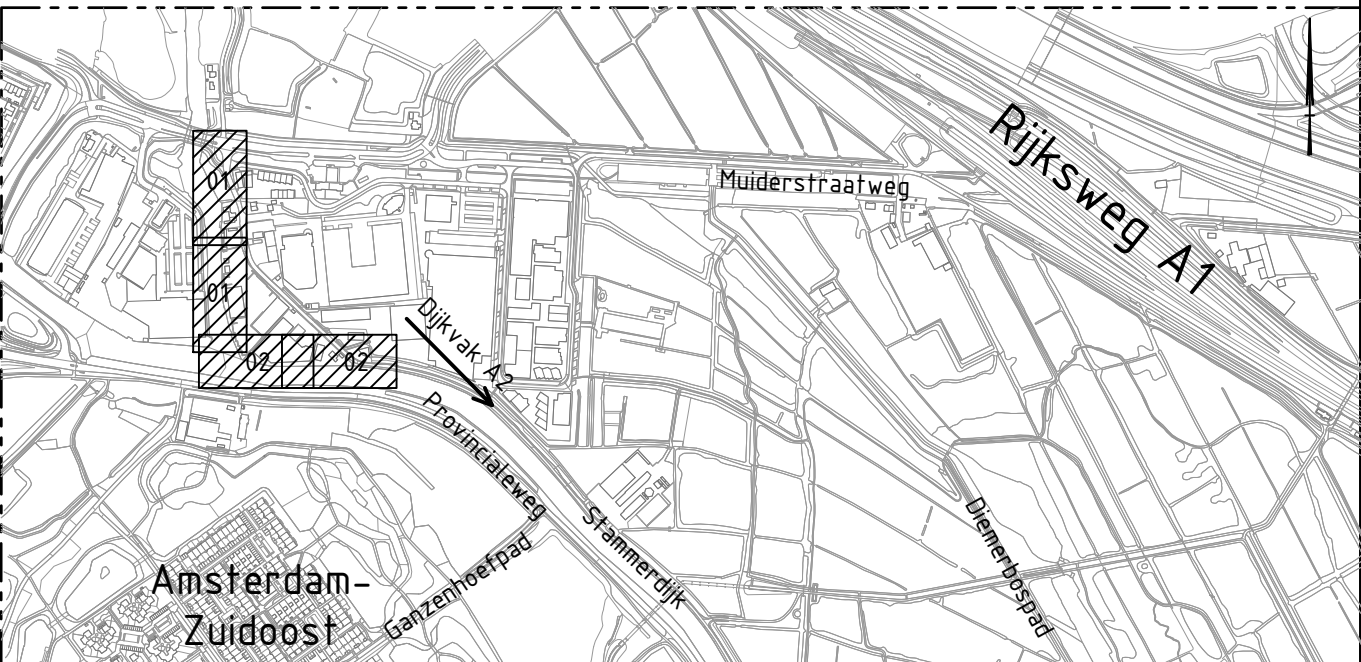 01
Muiderstraatweg
Rijksweg A1
01
Dijkvak A2
02
02
Provincialeweg
Stammerdijk
Diemerbospad
Ganzenhoefpad
Amsterdam-
Zuidoost